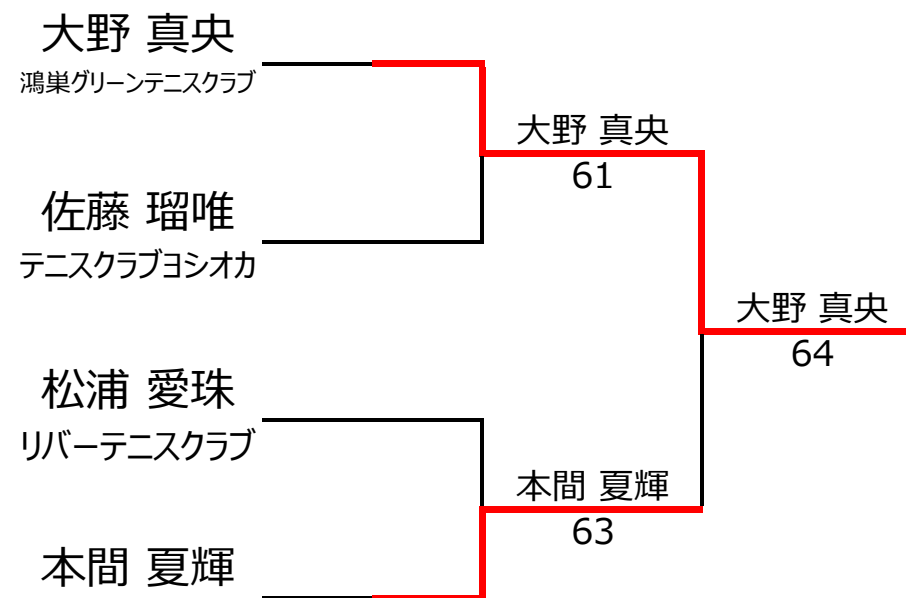 大野 真央
鴻巣グリーンテニスクラブ
大野 真央
61
佐藤 瑠唯
テニスクラブヨシオカ
大野 真央
64
松浦 愛珠
リバーテニスクラブ
本間 夏輝
63
本間 夏輝